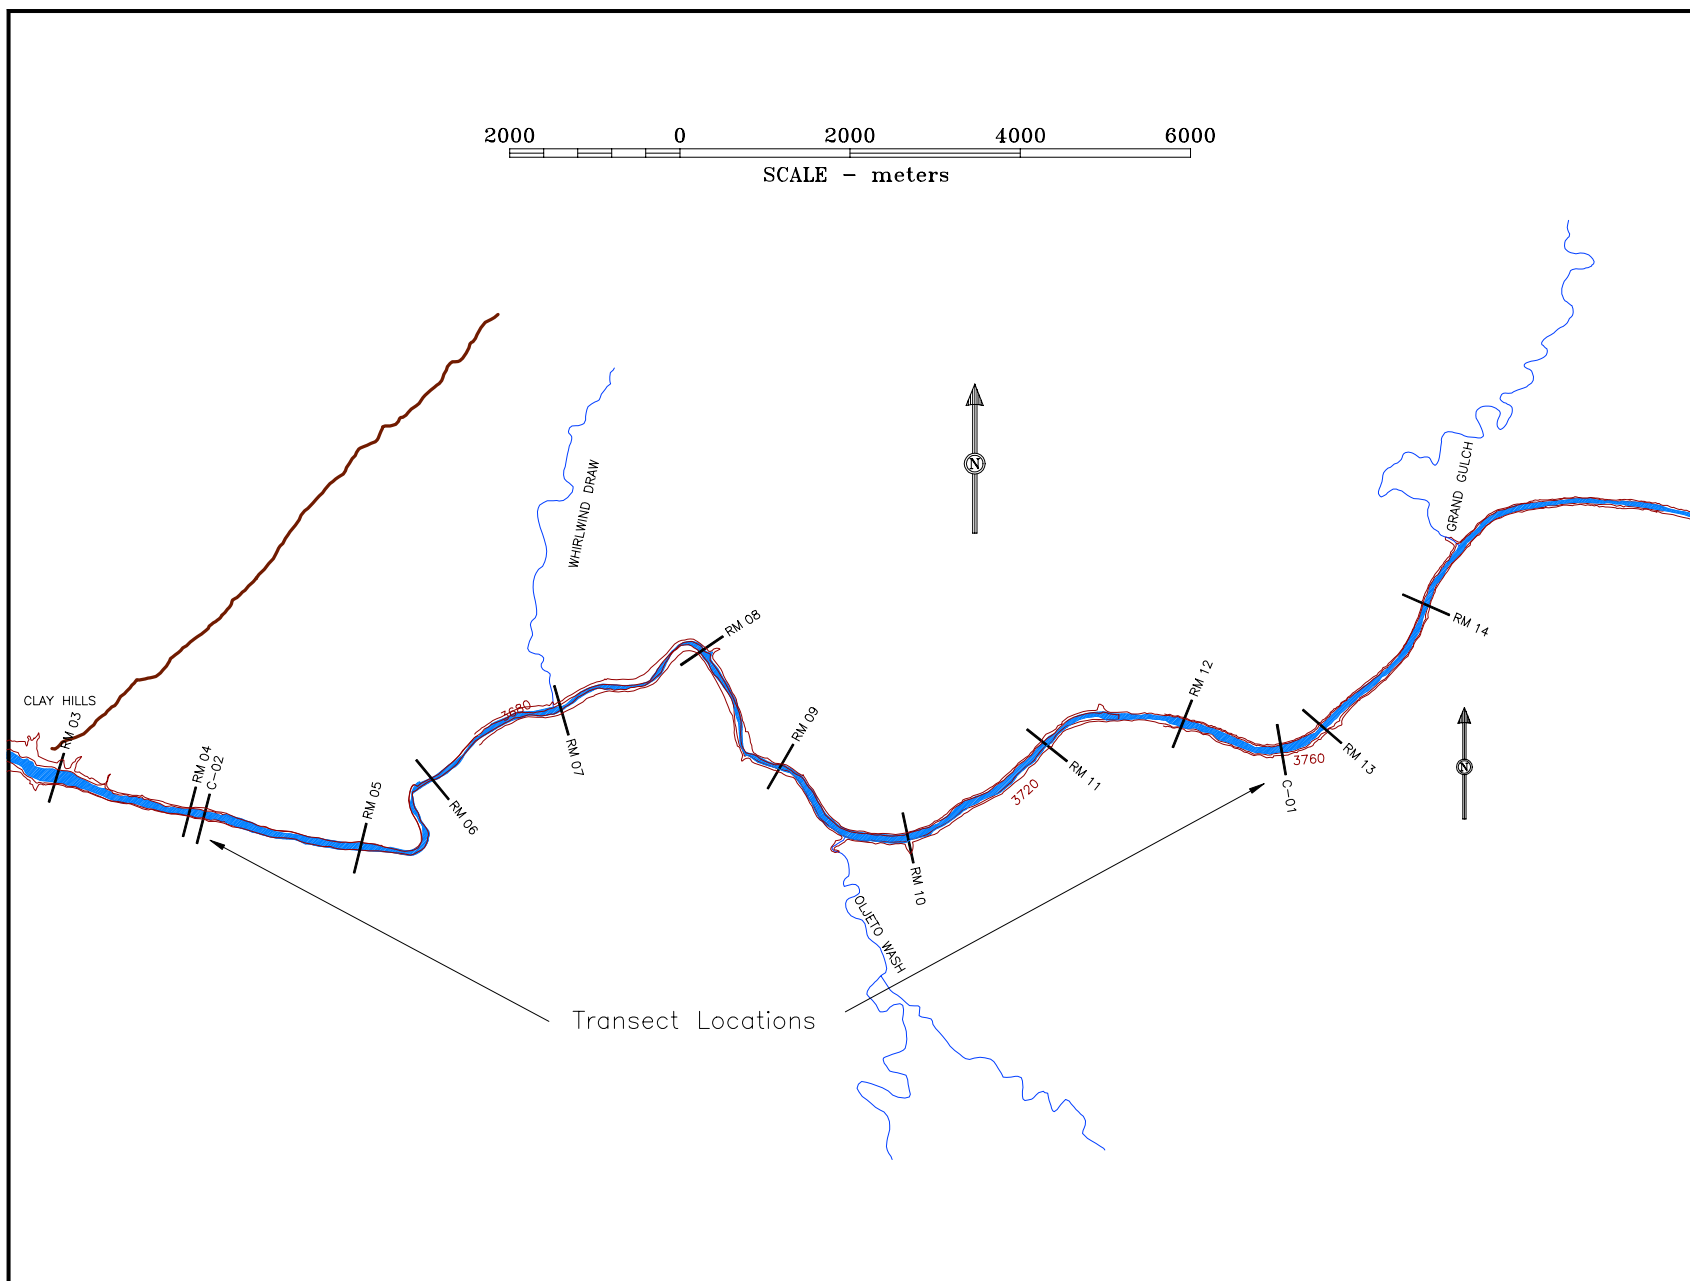 2000 0 2000 4000 6000
SCALE - meters
GRAND GULCH
WHIRLWIND DRAW
N
RM 08
RM 14
RM 12
CLAY HILLS
RM 03
3680
RM 09
RM 07
RM 04
C-02
RM 05
RM 06
RM 11
3720
RM 13
3760
C-01
N
RM 10
OLJETO WASH
Transect Locations